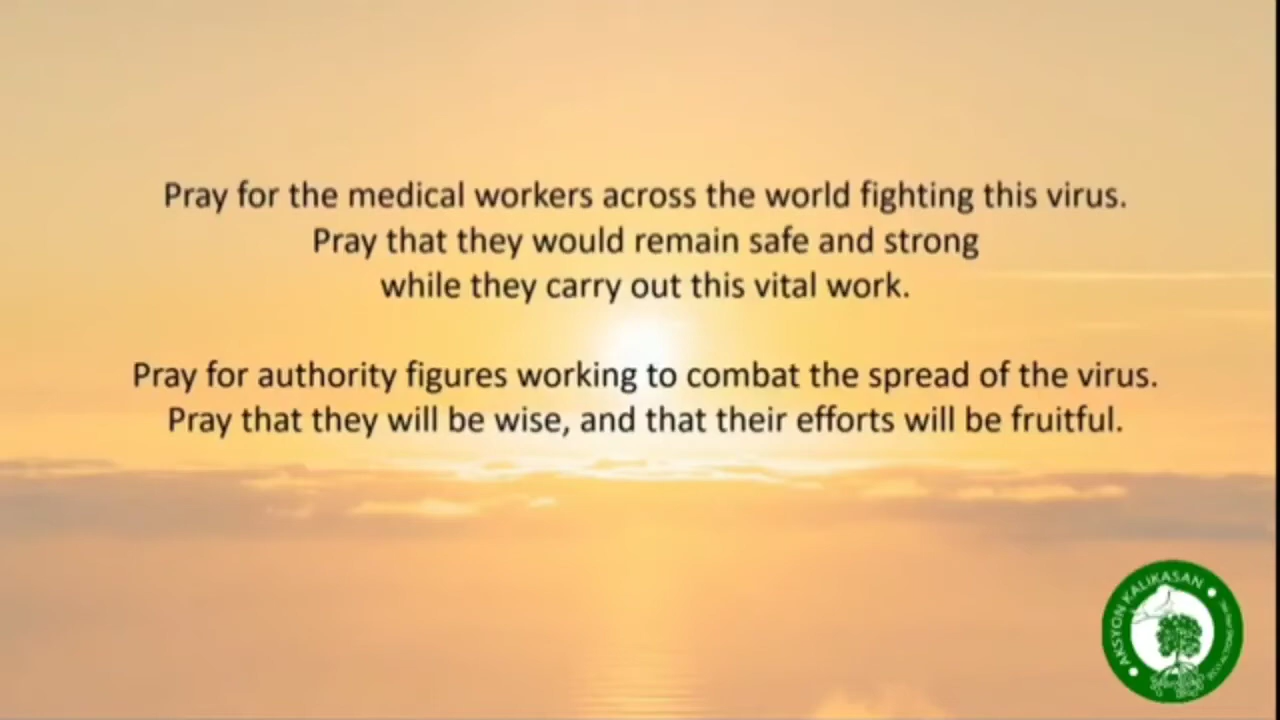 Pray for the medical workers across the world fighting this virus.
Pray that they would remain safe and strong
while they carry out this vital work.
Pray for authority figures working to combat the spread of the virus.
Pray that they will be wise, and that their efforts will be fruitful.
AKSYON KALIKASAN